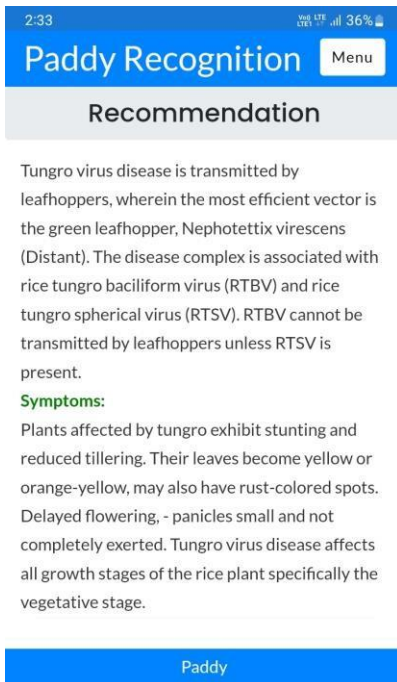 2:33
VoD LTE LTE1 36%
Paddy Recognition
Menu
Recommendation
Tungro virus disease is transmitted by
leafhoppers, wherein the most efficient vector is
the green leafhopper, Nephotettix virescens
(Distant). The disease complex is associated with
rice tungro baciliform virus (RTBV) and rice
tungro spherical virus (RTSV). RTBV cannot be
transmitted by leafhoppers unless RTSV is
present.
Symptoms:
Plants affected by tungro exhibit stunting and
reduced tillering. Their leaves become yellow or
orange-yellow, may also have rust-colored spots.
Delayed flowering, - panicles small and not
completely exerted. Tungro virus disease affects
all growth stages of the rice plant specifically the
vegetative stage.
Paddy